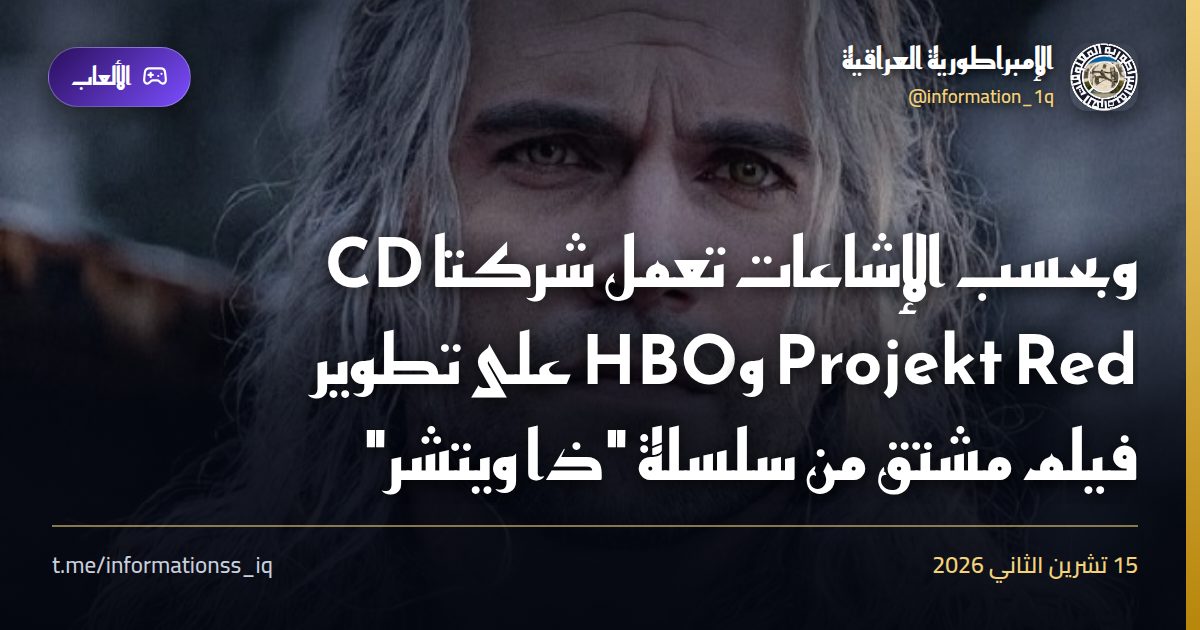 الإمبراطورية العراقية
@information_1q
الألعاب
وبحسب الإشاعات تعمل شركتا CD
Projekt Red وHBO على تطوير
فيلم مشتق من سلسلة "ذا ويتشر"
15 تشرين الثاني 2026
t.me/informationss_iq